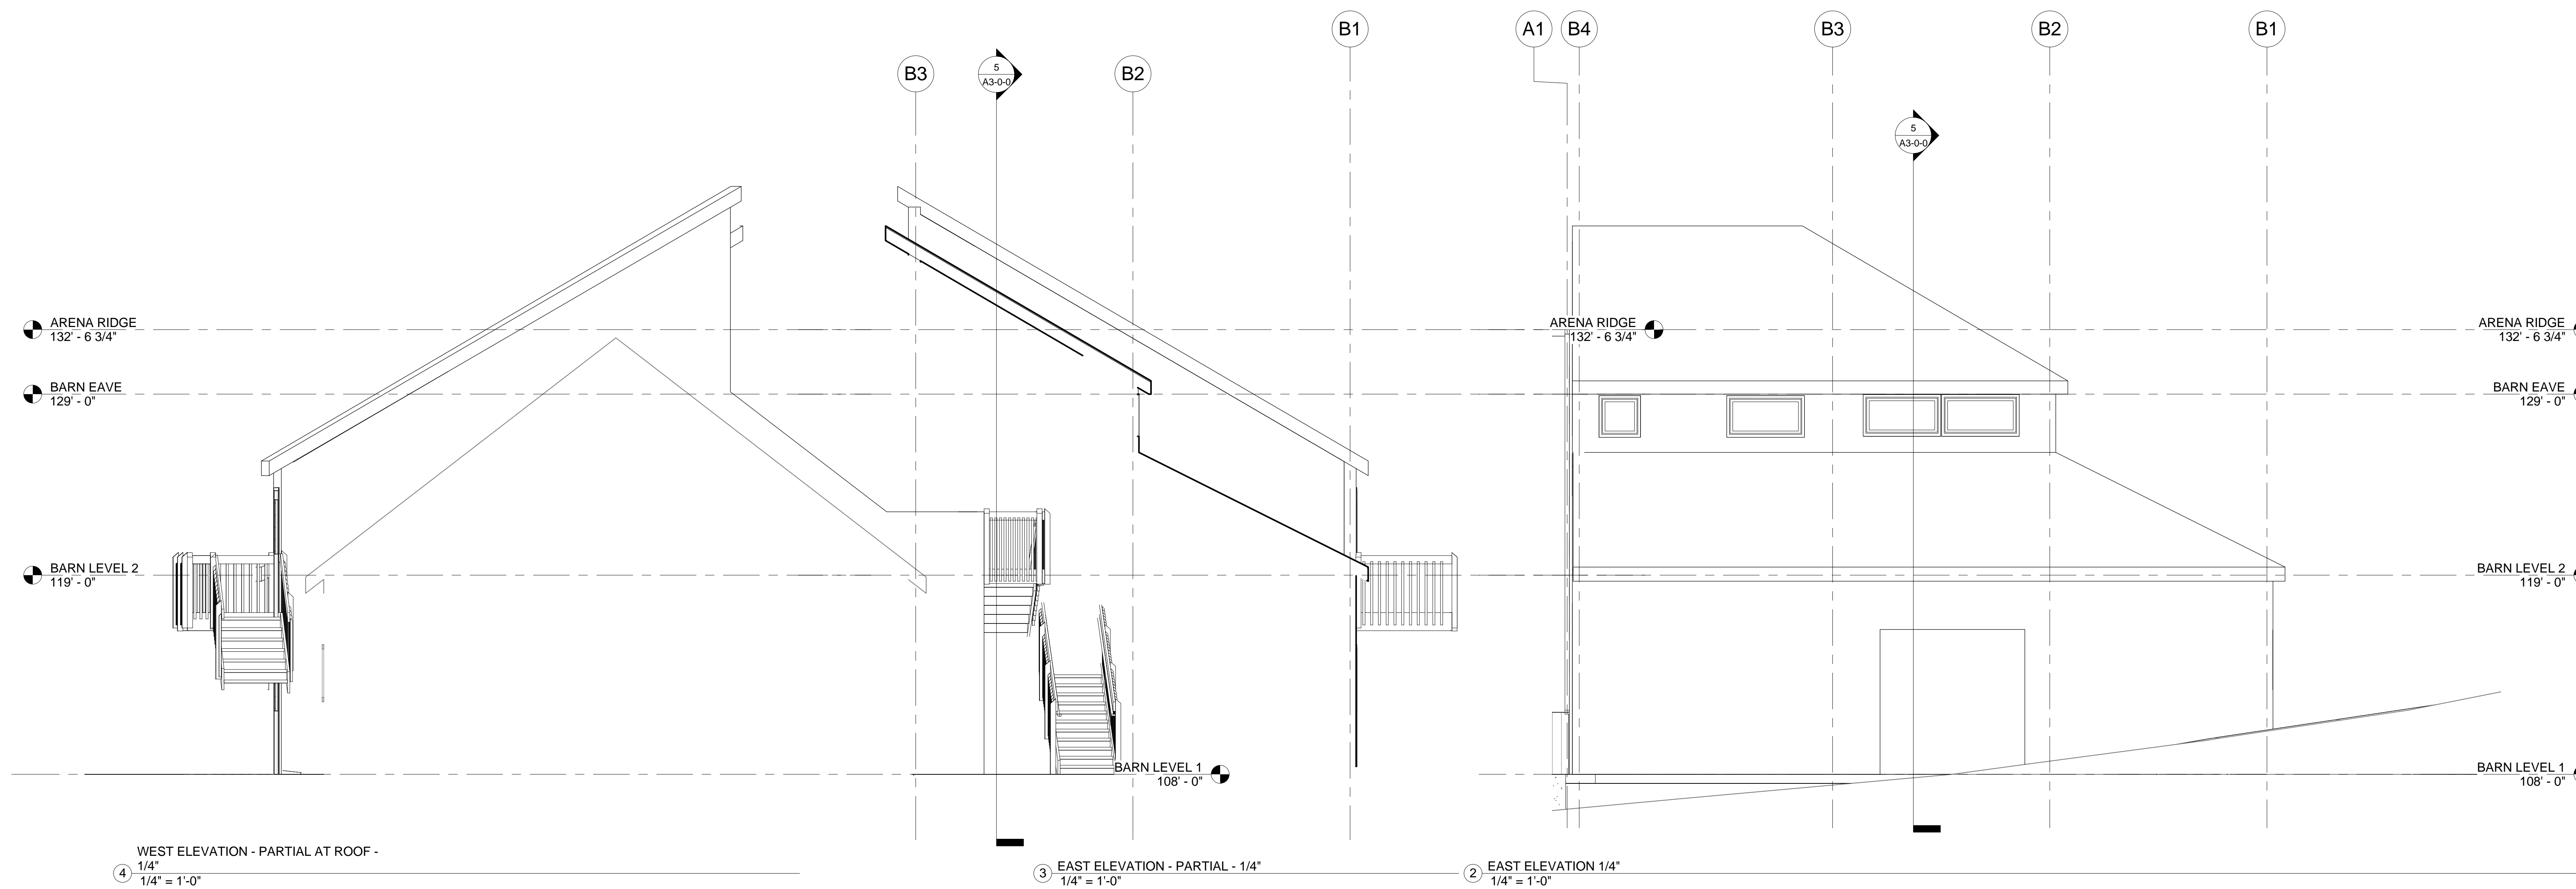 B1
A1
B4
B3
B2
B1
B3
5
A3-0-0
B2
5
A3-0-0
ARENA RIDGE
132' - 6 3/4"
ARENA RIDGE
132' - 6 3/4"
ARENA RIDGE
132' - 6 3/4"
BARN EAVE
129' - 0"
BARN EAVE
129' - 0"
BARN LEVEL 2
119' - 0"
BARN LEVEL 2
119' - 0"
BARN LEVEL 1
108' - 0"
BARN LEVEL 1
108' - 0"
4
WEST ELEVATION - PARTIAL AT ROOF -
1/4"
1/4" = 1'-0"
3
EAST ELEVATION - PARTIAL - 1/4"
1/4" = 1'-0"
2
EAST ELEVATION 1/4"
1/4" = 1'-0"